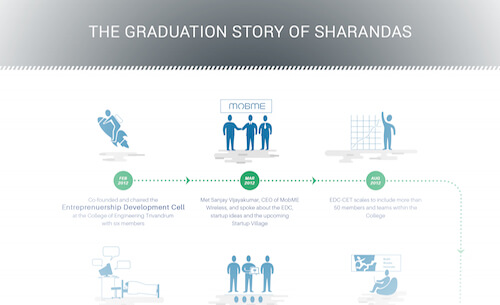 THE GRADUATION STORY OF SHARANDAS
MOBME
FEB
2012
Co-founded and chaired the
Entreprenuership Development Cell
at the College of Engineering Trivandrum
with six members
MAR
2012
Met Sanjay Vijayakumar, CEO of MobME
Wireless, and spoke about the EDC,
startup ideas and the upcoming
Startup Village
AUG
2012
EDC-CET scales to include more than
50 members and teams within the
College